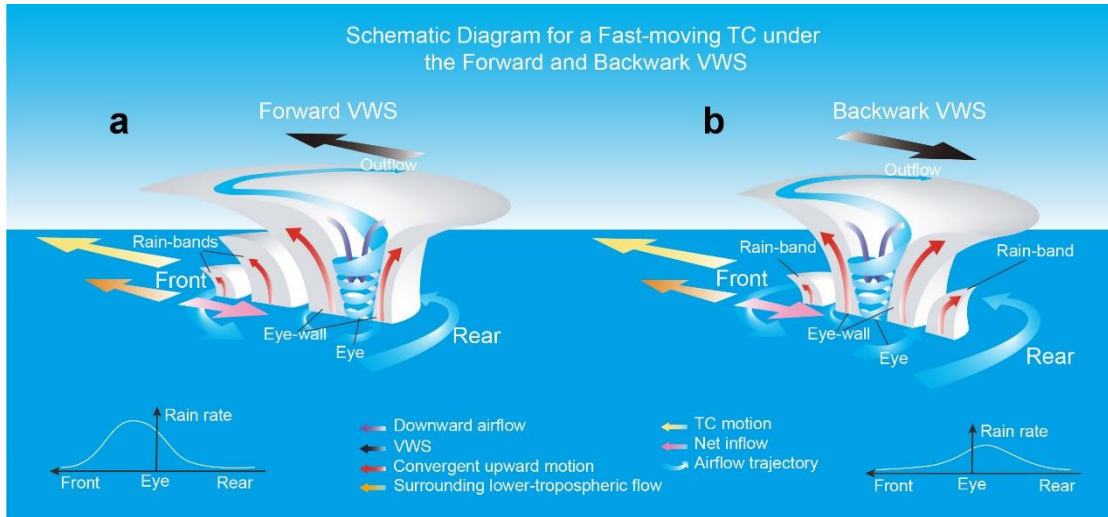 Schematic Diagram for a Fast-moving TC under
the Forward and Backwark VWS
a
Forward VWS
Outflow
Rain-bands
Front
Eye-wall
Eye
Rear
b
Backwark VWS
Outflow
Rain-band
Rain-band
Front
Eye-wall
Eye
Rear
Rain rate
Front
Eye
Rear
Downward airflow
VWS
Convergent upward motion
Surrounding lower-tropospheric flow
TC motion
Net inflow
Airflow trajectory
Rain rate
Front
Eye
Rear